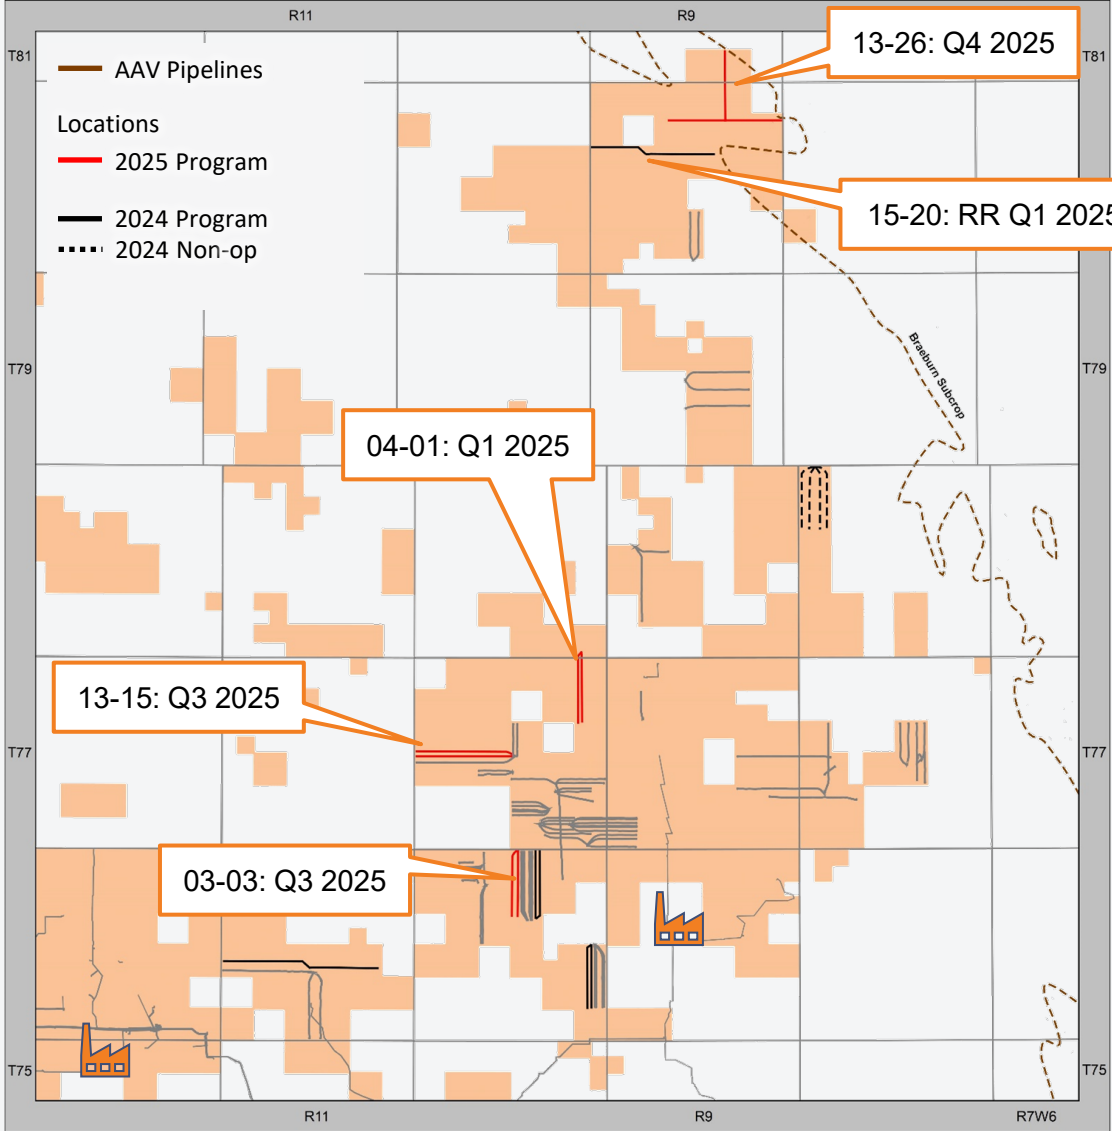 R11
R9
T81
T81
AAV Pipelines
Locations
2025 Program
2024 Program
2024 Non-op
13-26: Q4 2025
15-20: RR Q1 2025
Braeburn Subcrop
T79
T79
04-01: Q1 2025
13-15: Q3 2025
T77
T77
03-03: Q3 2025
T75
T75
R11
R9
R7W6